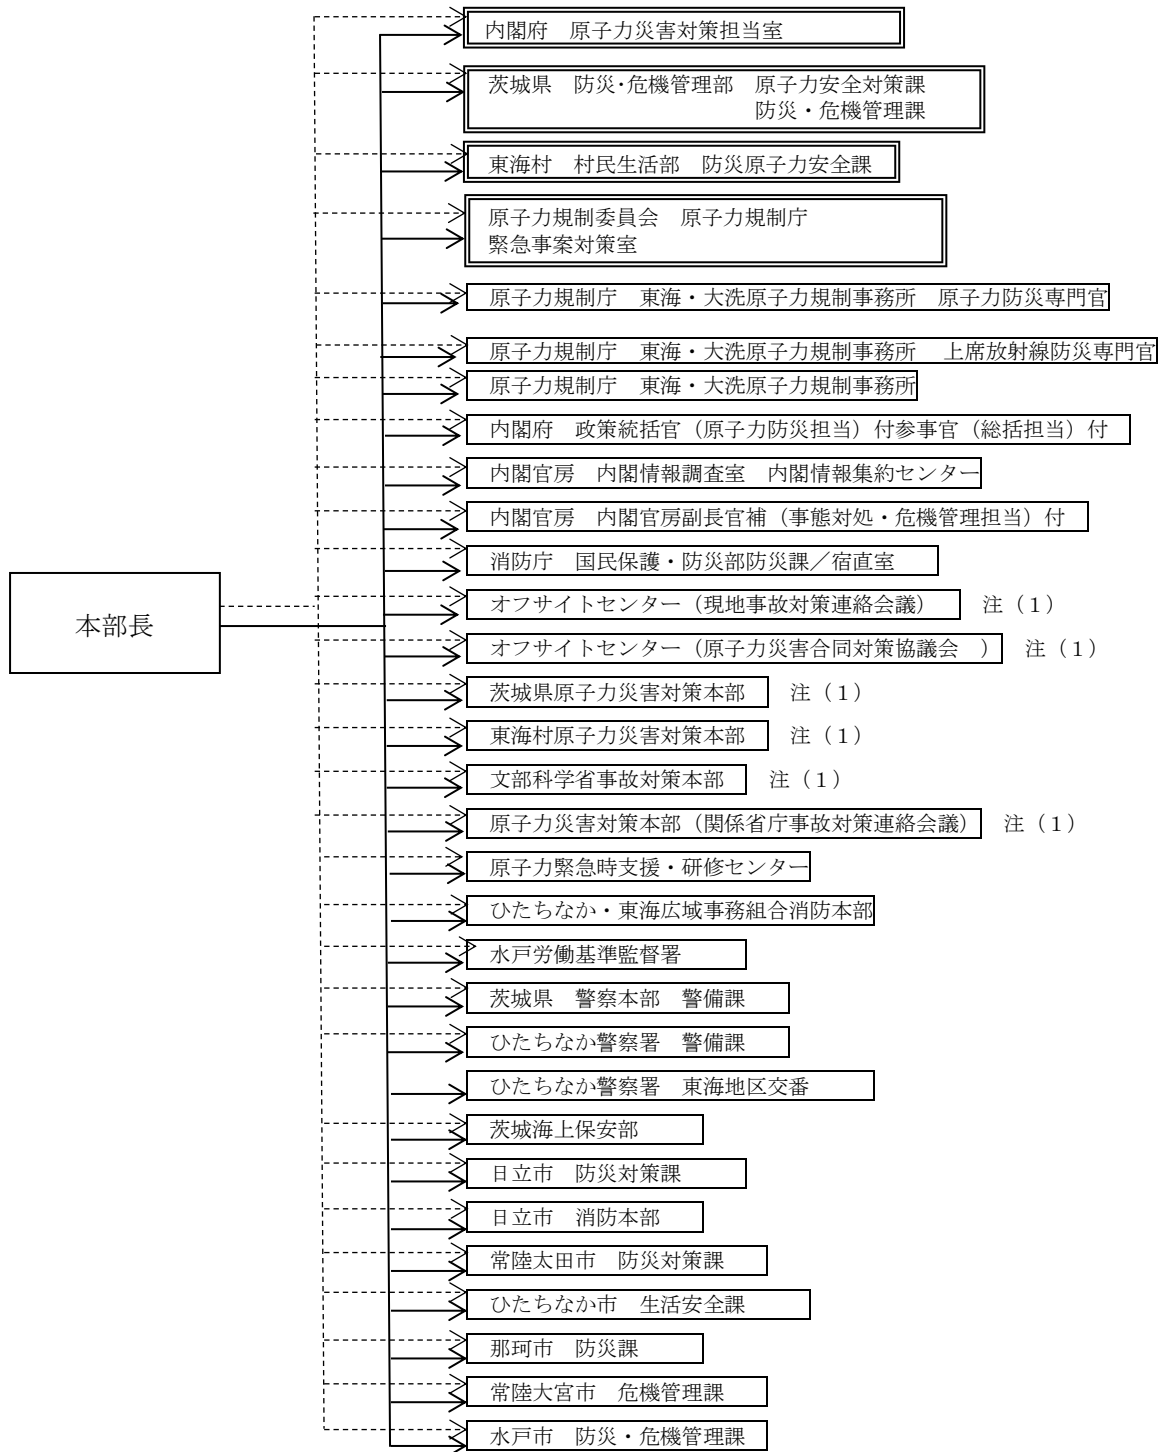 内閣府　原子力災害対策担当室
茨城県　防災・危機管理部　原子力安全対策課
防災・危機管理課
東海村　村民生活部　防災原子力安全課
原子力規制委員会　原子力規制庁
緊急事案対策室
原子力規制庁　東海・大洗原子力規制事務所　原子力防災専門官
原子力規制庁　東海・大洗原子力規制事務所　上席放射線防災専門官
原子力規制庁　東海・大洗原子力規制事務所
内閣府　政策統括官（原子力防災担当）付参事官（総括担当）付
内閣官房　内閣情報調査室　内閣情報集約センター
内閣官房　内閣官房副長官補（事態対処・危機管理担当）付
消防庁　国民保護・防災部防災課／宿直室
オフサイトセンター（現地事故対策連絡会議）　注（１）
本部長
オフサイトセンター（原子力災害合同対策協議会　）　注（１）
茨城県原子力災害対策本部　注（１）
東海村原子力災害対策本部　注（１）
文部科学省事故対策本部　注（１）
原子力災害対策本部（関係省庁事故対策連絡会議）　注（１）
原子力緊急時支援・研修センター
ひたちなか・東海広域事務組合消防本部
水戸労働基準監督署
茨城県　警察本部　警備課
ひたちなか警察署　警備課
ひたちなか警察署　東海地区交番
茨城海上保安部
日立市　防災対策課
日立市　消防本部
常陸太田市　防災対策課
ひたちなか市　生活安全課
那珂市　防災課
常陸大宮市　危機管理課
水戸市　防災・危機管理課